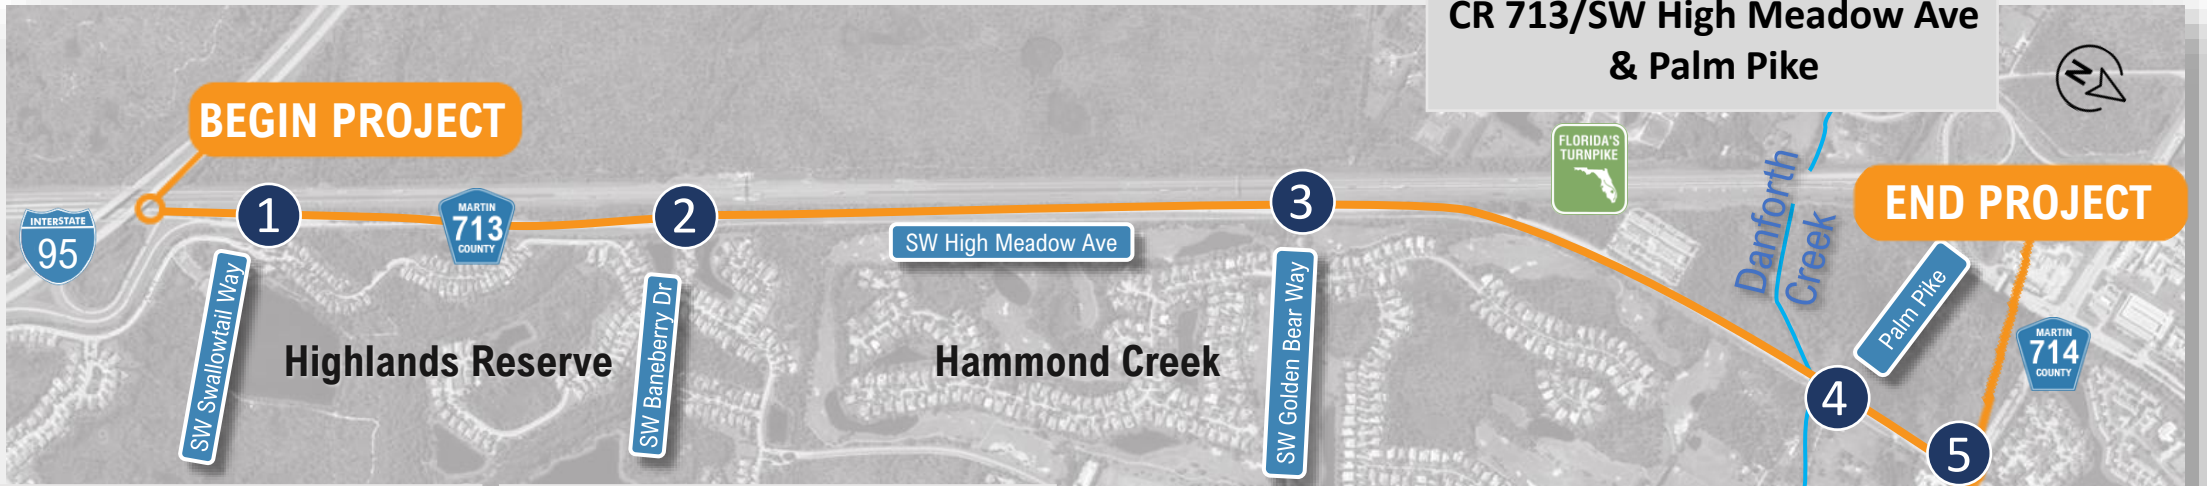 CR 713/SW High Meadow Ave
& Palm Pike
N
BEGIN PROJECT
FLORIDA'S
TURNPIKE
Danforth
Creek
END PROJECT
INTERSTATE
95
1
MARTIN
713
COUNTY
2
SW High Meadow Ave
3
SW Swallowtail Way
Highlands Reserve
SW Baneberry Dr
Hammond Creek
SW Golden Bear Way
Palm Pike
MARTIN
714
COUNTY
4
5